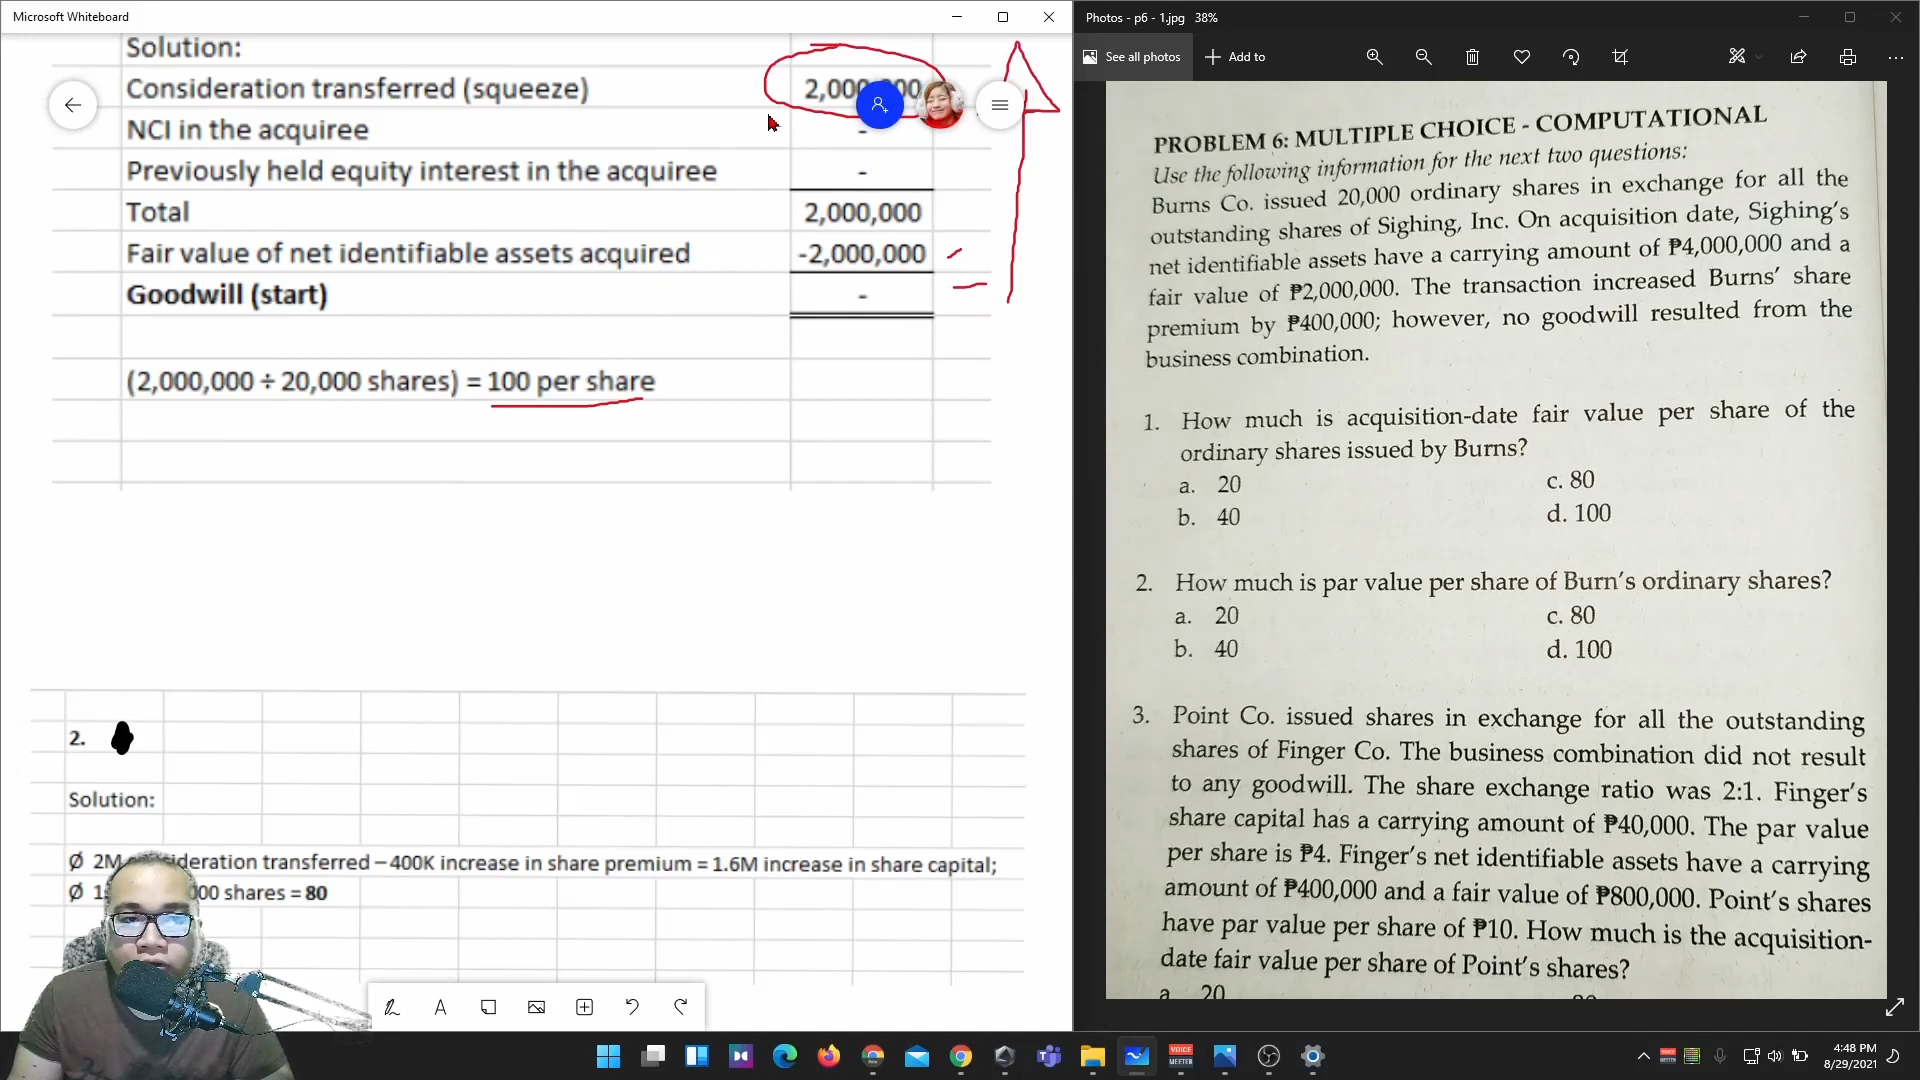 Microsoft Whiteboard
Solution:
Consideration transferred (squeeze)
NCI in the acquiree -
Previously held equity interest in the acquiree -
Total 2,000,000
Fair value of net identifiable assets acquired -2,000,000
Goodwill (start) -
(2,000,000 ÷ 20,000 shares) = 100 per share
2.
Solution:
Ø 2M consideration transferred – 400K increase in share premium = 1.6M increase in share capital;
Ø shares = 80
Photos - p6 - 1.jpg 38%
See all photos
Add to
PROBLEM 6: MULTIPLE CHOICE - COMPUTATIONAL
Use the following information for the next two questions:
Burns Co. issued 20,000 ordinary shares in exchange for all the
outstanding shares of Sighing, Inc. On acquisition date, Sighing's
net identifiable assets have a carrying amount of ₱4,000,000 and a
fair value of ₱2,000,000. The transaction increased Burns' share
premium by ₱400,000; however, no goodwill resulted from the
business combination.
1. How much is acquisition-date fair value per share of the
ordinary shares issued by Burns?
a. 20 c. 80
b. 40 d. 100
2. How much is par value per share of Burn's ordinary shares?
a. 20 c. 80
b. 40 d. 100
3. Point Co. issued shares in exchange for all the outstanding
shares of Finger Co. The business combination did not result
to any goodwill. The share exchange ratio was 2:1. Finger's
share capital has a carrying amount of ₱40,000. The par value
per share is ₱4. Finger's net identifiable assets have a carrying
amount of ₱400,000 and a fair value of ₱800,000. Point's shares
have par value per share of ₱10. How much is the acquisition-
date fair value per share of Point's shares?
a 20
VOICE
MEETER
4:48 PM
8/29/2021